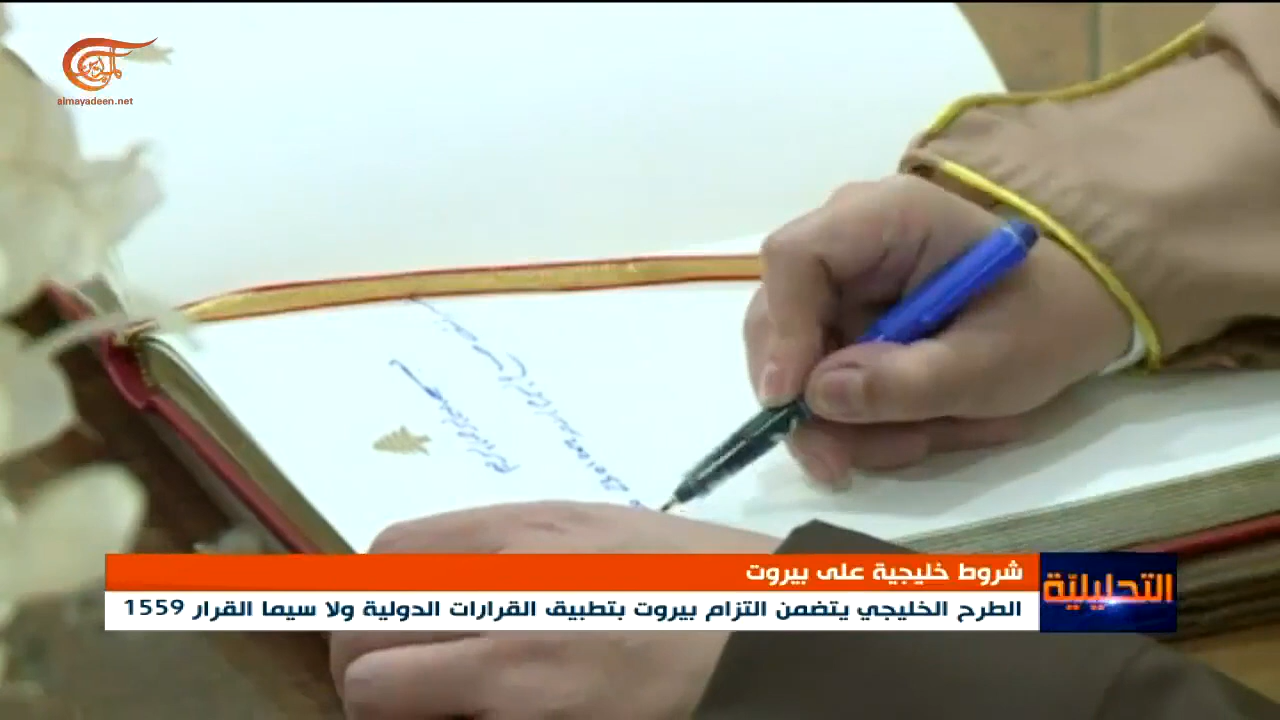 الميادين
almayadeen.net
شروط خليجية على بيروت
التحليلية
الطرح الخليجي يتضمن التزام بيروت بتطبيق القرارات الدولية ولا سيما القرار 1559